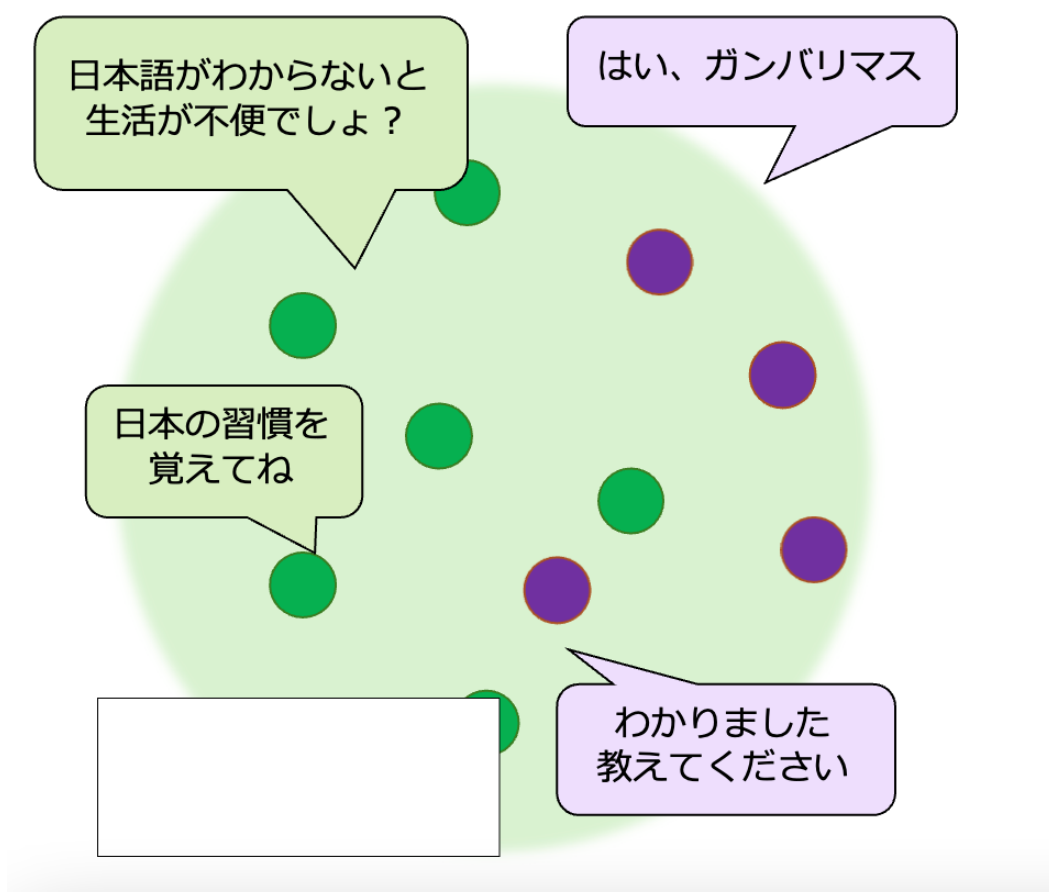 日本語がわからないと
生活が不便でしょ？
はい、ガンバリマス
日本の習慣を
覚えてね
わかりました
教えてください